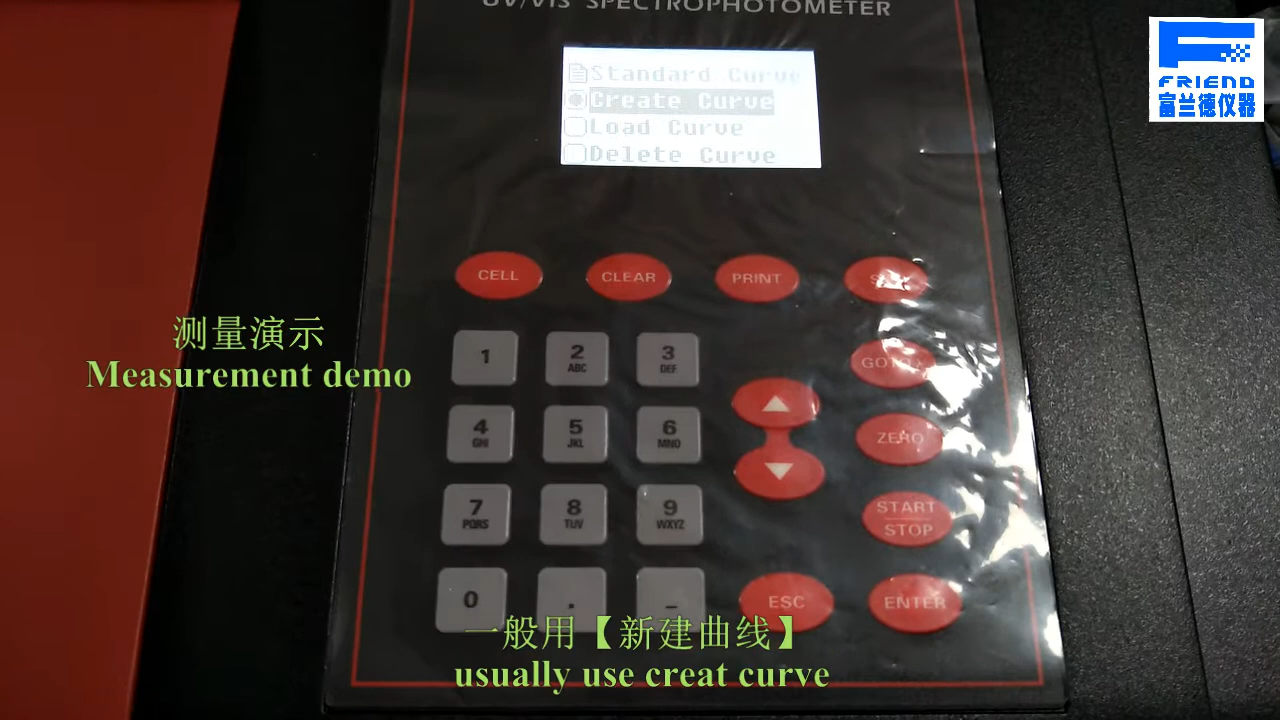 UV/VIS SPECTROPHOTOMETER
Standard Curve
Create Curve
Load Curve
Delete Curve
FRIEND
富兰德仪器
CELL
CLEAR
PRINT
测量演示
Measurement demo
1
2
ABC
3
DEF
4
GHI
5
JKL
6
MNO
ZERO
7
PQRS
8
TUV
9
WXYZ
START
STOP
0
.
_
ESC
ENTER
一般用【新建曲线】
usually use creat curve